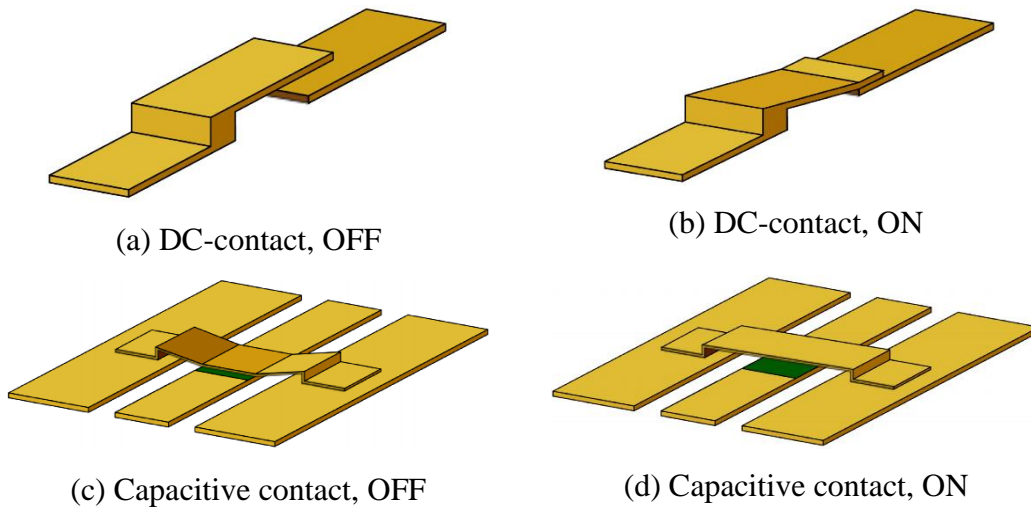 (a) DC-contact, OFF
(b) DC-contact, ON
(c) Capacitive contact, OFF
(d) Capacitive contact, ON